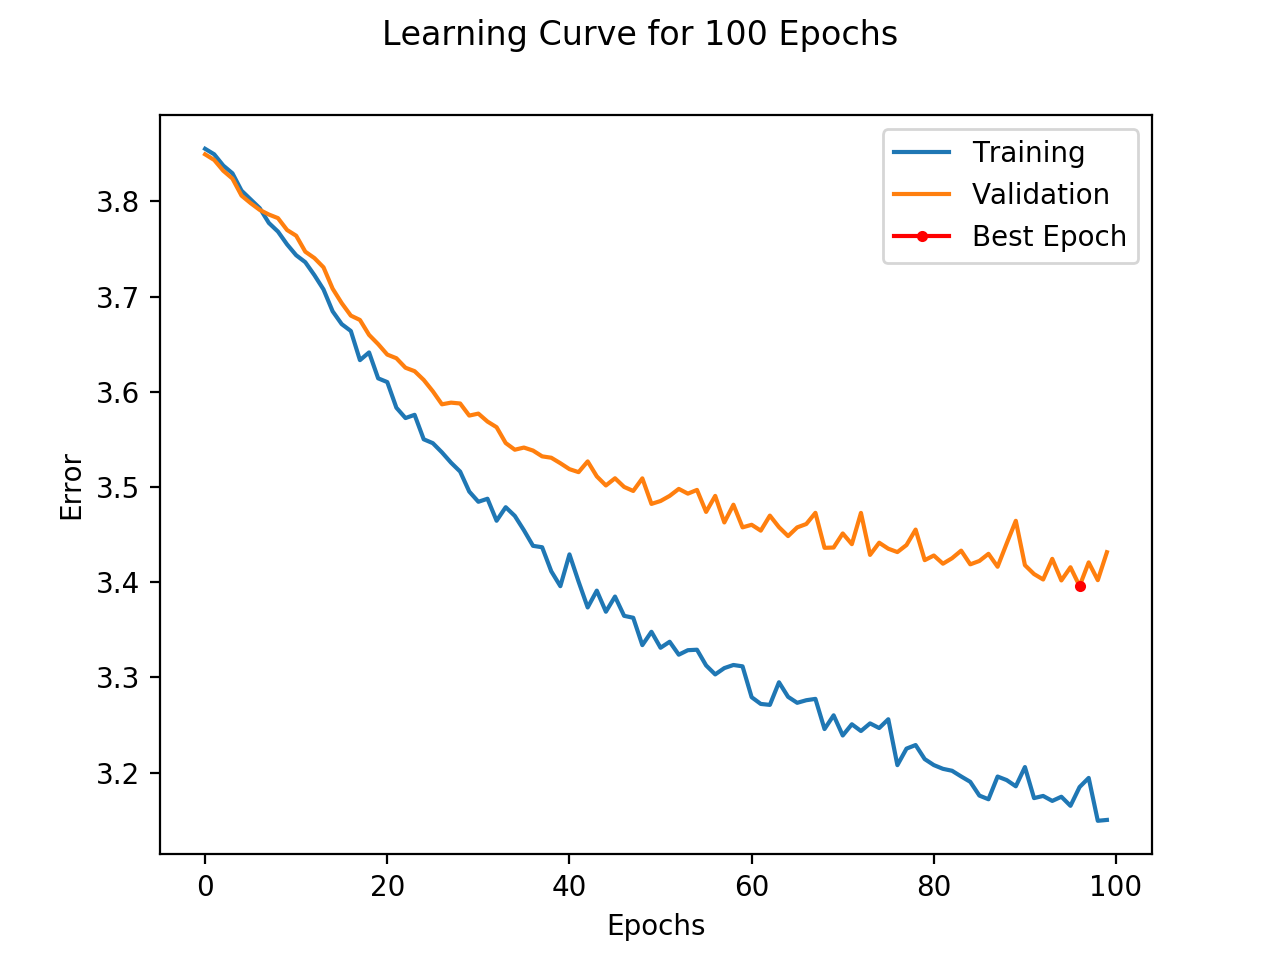 Learning Curve for 100 Epochs
Training
Validation
Best Epoch
3.8
3.7
3.6
3.5
3.4
3.3
3.2
Error
0 20 40 60 80 100
Epochs